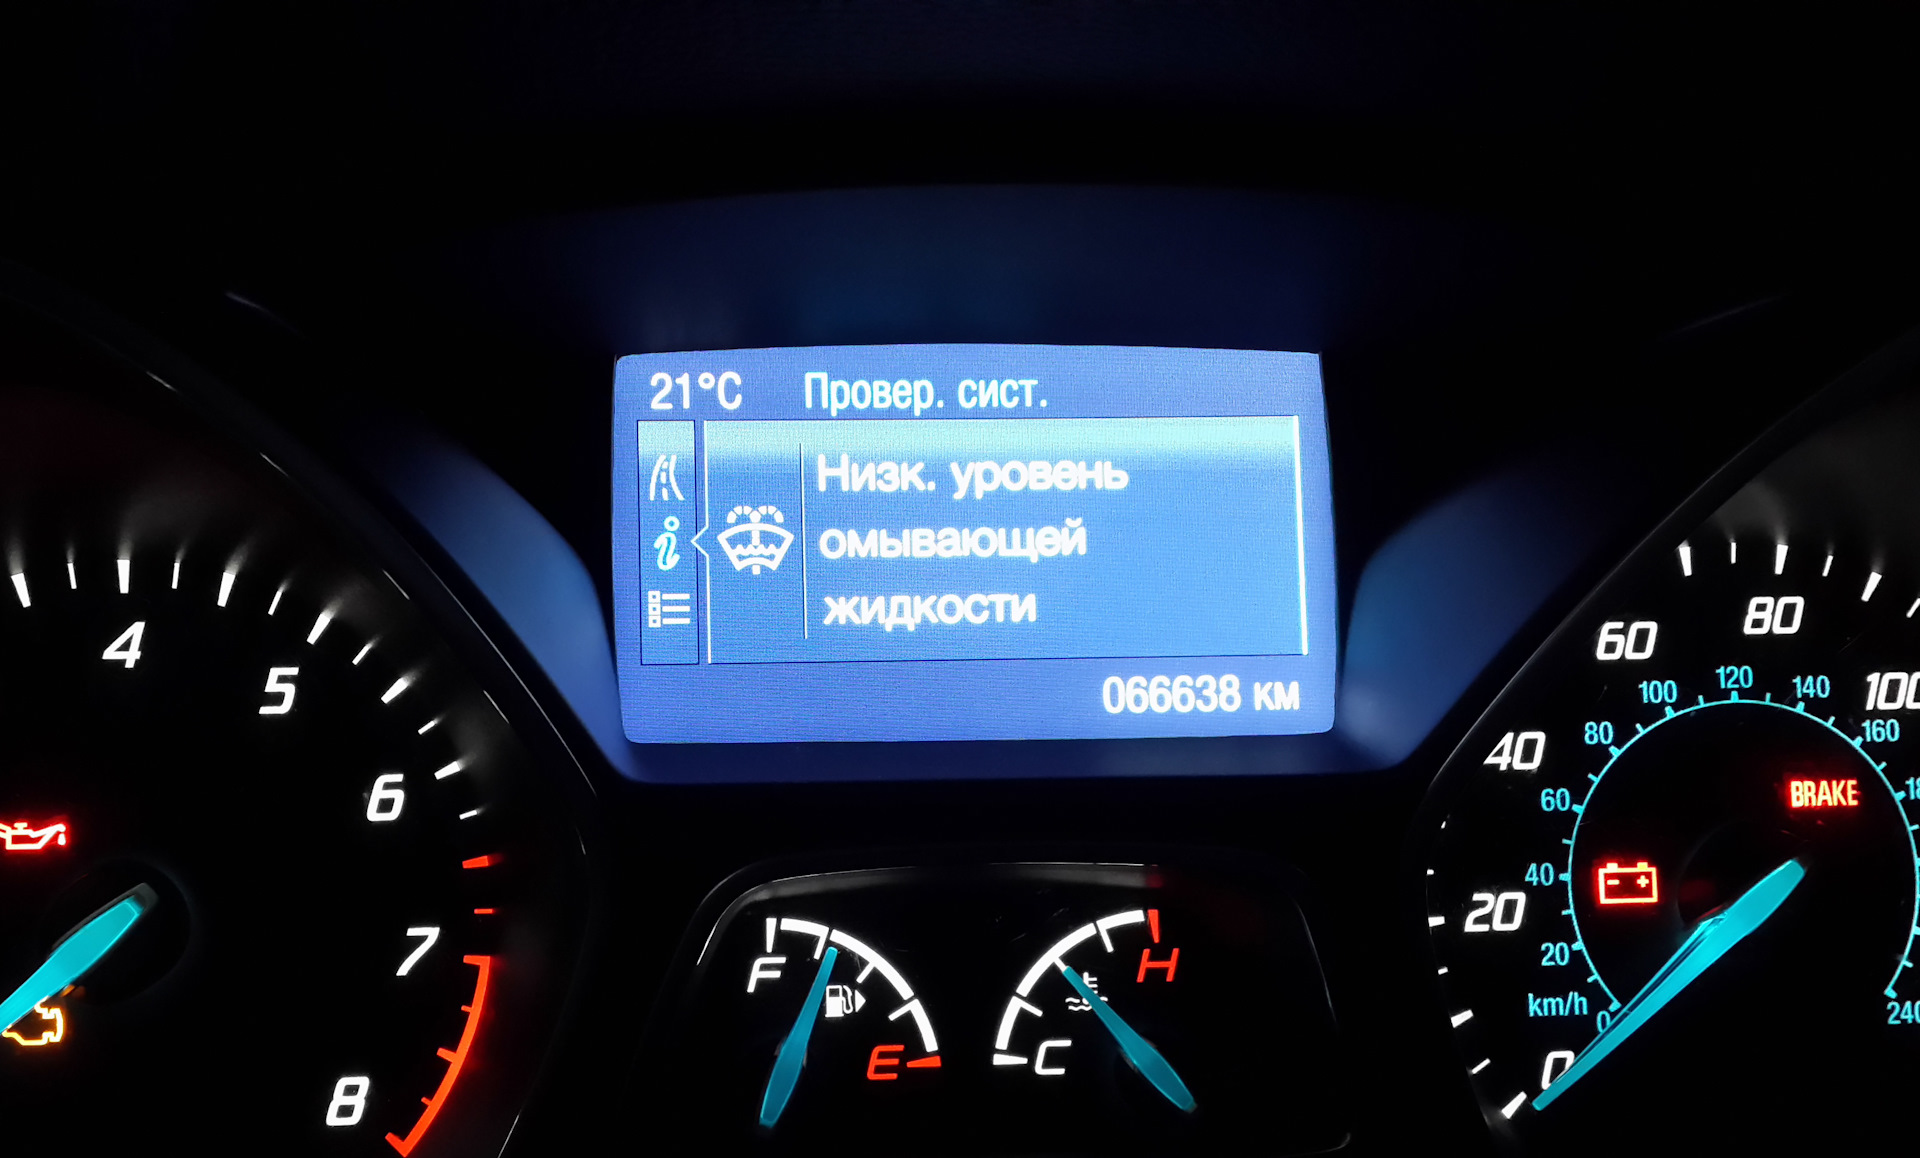 21°C Провер. сист.
Низк. уровень
омывающей
жидкости
066638 км
4
5
6
7
8
F
E
C
H
0
20
40
60
80
100
km/h
0
20
40
60
80
100
120
140
160
240
BRAKE